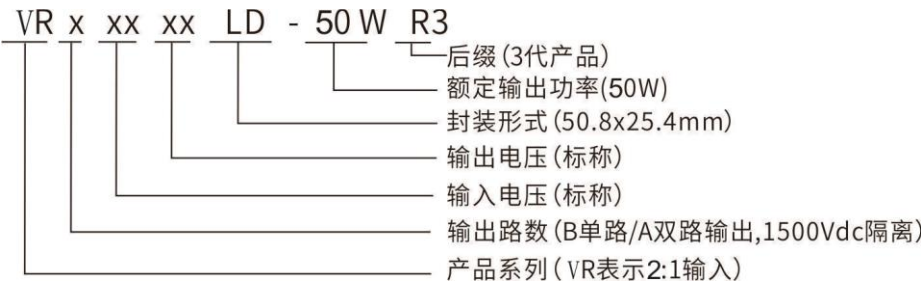 VR x xx xx LD - 50 W R3
后缀(3代产品)
额定输出功率(50W)
封装形式(50.8x25.4mm)
输出电压(标称)
输入电压(标称)
输出路数(B单路/A双路输出,1500Vdc隔离)
产品系列(VR表示2:1输入)